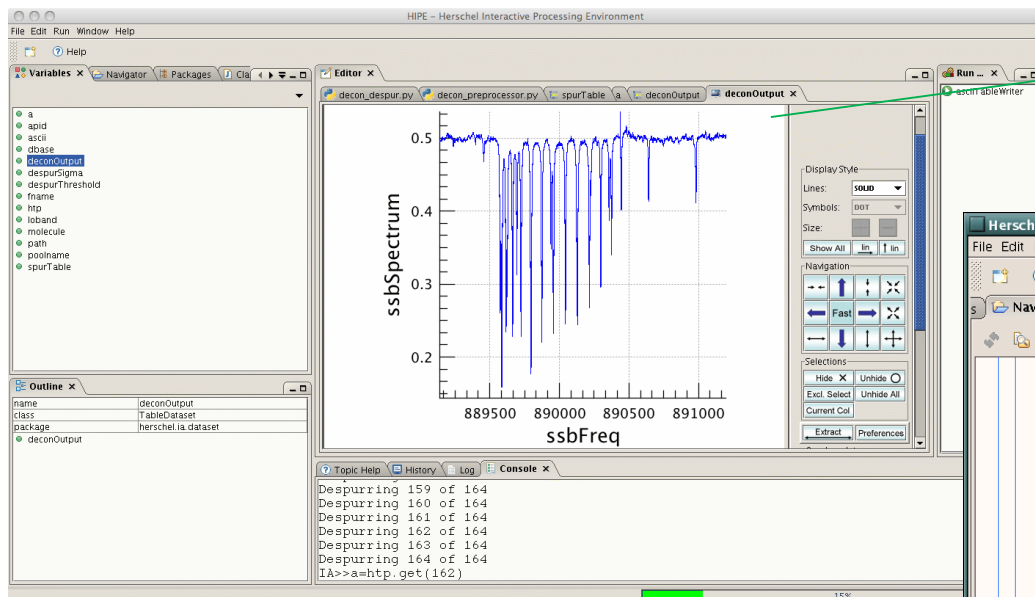 HIPE – Herschel Interactive Processing Environment
File Edit Run Window Help
Help
Variables × Navigator Packages Cla
Editor ×
Run ... ×
decon_despur.py decon_preprocessor.py spurTable a deconOutput deconOutput ×
asciiTableWriter
a
apid
ascii
dbase
deconOutput
despurSigma
despurThreshold
fname
htp
loband
molecule
path
poolname
spurTable
0.5
0.4
0.3
0.2
ssbSpectrum
889500 890000 890500 891000
ssbFreq
Display Style
Lines: SOLID
Symbols: DOT
Size:
Show All lin lin
Navigation
Fast
Selections
Hide × Unhide
Excl. Select Unhide All
Current Col
Extract Preferences
Hersch
File Edit
s Nav
Outline ×
name deconOutput
class TableDataset
package herschel.ia.dataset
deconOutput
Topic Help History Log Console ×
Despurring 159 of 164
Despurring 160 of 164
Despurring 161 of 164
Despurring 162 of 164
Despurring 163 of 164
Despurring 164 of 164
IA>>a=htp.get(162)
15%